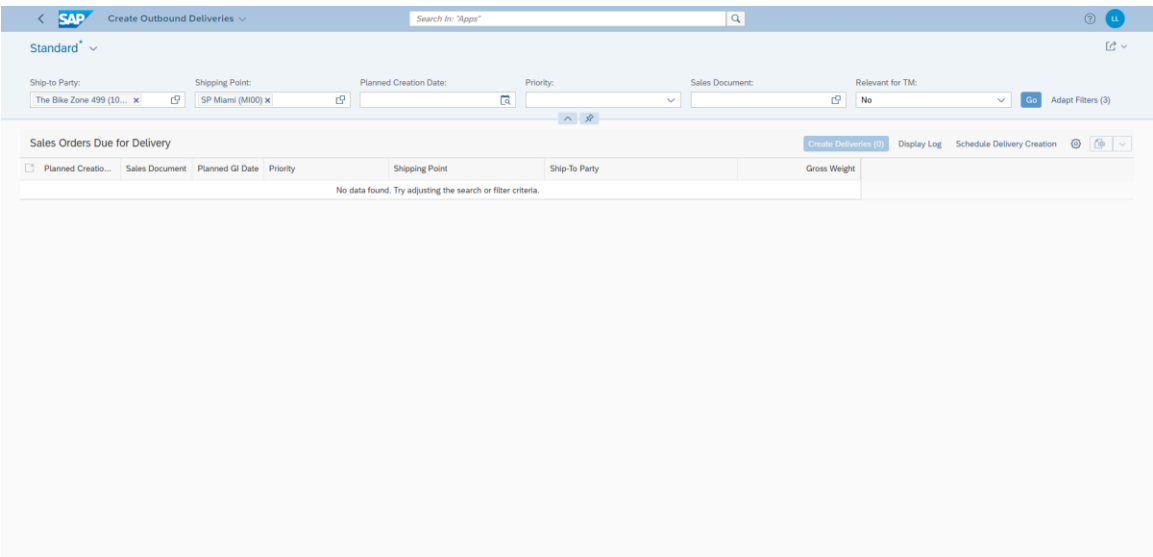 SAP Create Outbound Deliveries Search In: "Apps" LL
Standard*
Ship-to Party: Shipping Point: Planned Creation Date: Priority: Sales Document: Relevant for TM:
The Bike Zone 499 (10... SP Miami (MI00) No Go Adapt Filters (3)
Sales Orders Due for Delivery Create Deliveries (0) Display Log Schedule Delivery Creation
Planned Creatio... Sales Document Planned GI Date Priority Shipping Point Ship-To Party Gross Weight
No data found. Try adjusting the search or filter criteria.